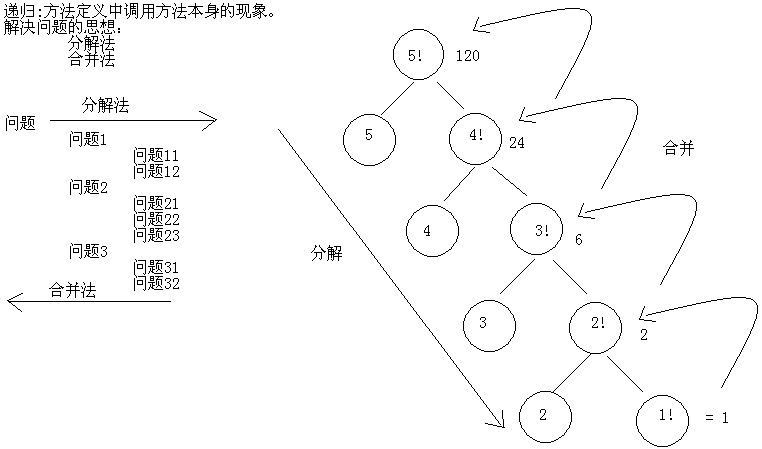 递归:方法定义中调用方法本身的现象。
解决问题的思想：
分解法
合并法
分解法
问题
问题1
问题11
问题12
问题2
问题21
问题22
问题23
问题3
问题31
问题32
合并法
5! 120
5
4! 24
合并
4
3! 6
分解
3
2! 2
2
1! = 1